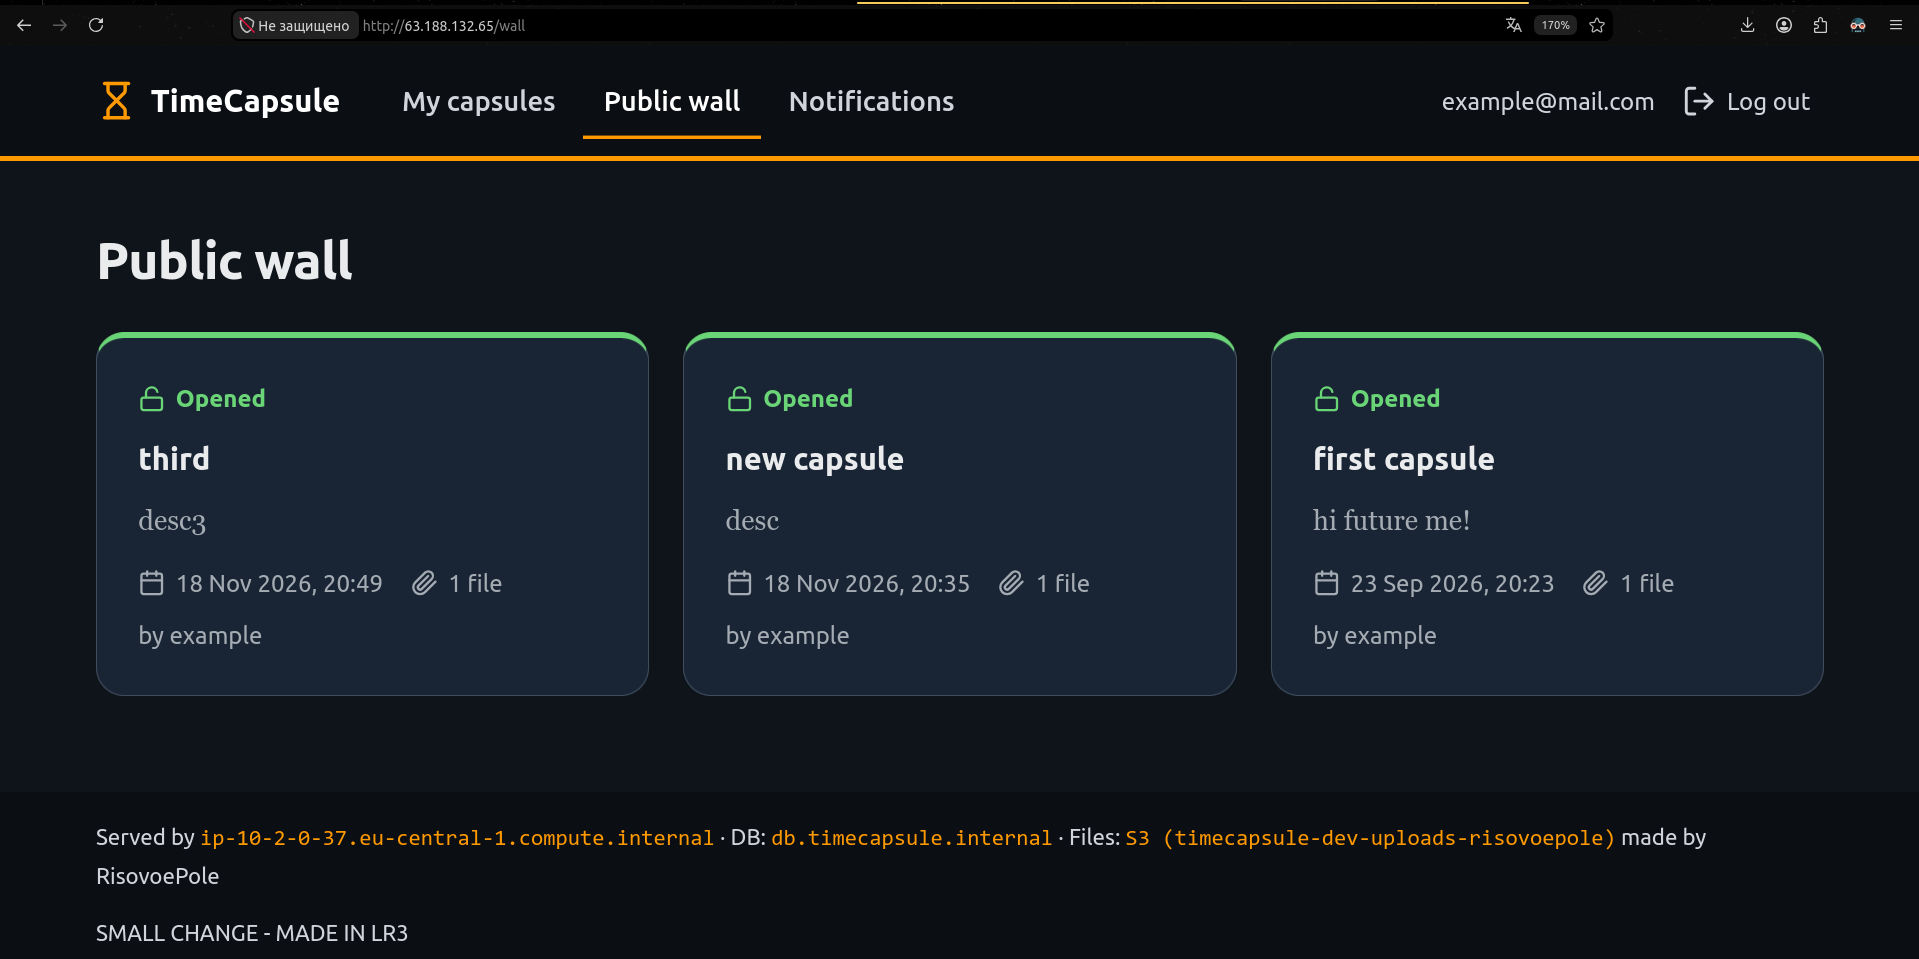 Не защищено http://63.188.132.65/wall 170%
TimeCapsule My capsules Public wall Notifications example@mail.com Log out
Public wall
Opened
third
desc3
18 Nov 2026, 20:49 1 file
by example
Opened
new capsule
desc
18 Nov 2026, 20:35 1 file
by example
Opened
first capsule
hi future me!
23 Sep 2026, 20:23 1 file
by example
Served by ip-10-2-0-37.eu-central-1.compute.internal · DB: db.timecapsule.internal · Files: S3 (timecapsule-dev-uploads-risovoepole) made by
RisovoePole
SMALL CHANGE - MADE IN LR3